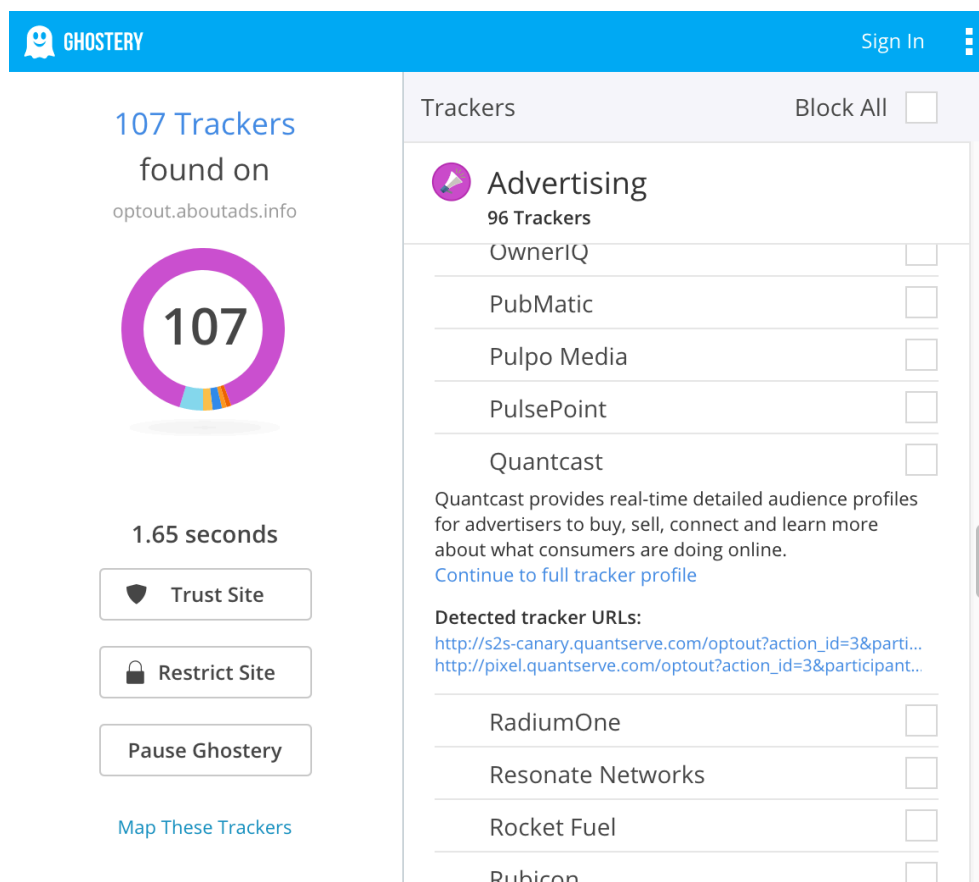 GHOSTERY
Sign In
107 Trackers
found on
optout.aboutads.info
107
1.65 seconds
Trust Site
Restrict Site
Pause Ghostery
Map These Trackers
Trackers
Block All
Advertising
96 Trackers
OwnerIQ
PubMatic
Pulpo Media
PulsePoint
Quantcast
Quantcast provides real-time detailed audience profiles
for advertisers to buy, sell, connect and learn more
about what consumers are doing online.
Continue to full tracker profile
Detected tracker URLs:
http://s2s-canary.quantserve.com/optout?action_id=3&parti...
http://pixel.quantserve.com/optout?action_id=3&participant...
RadiumOne
Resonate Networks
Rocket Fuel
Rubicon